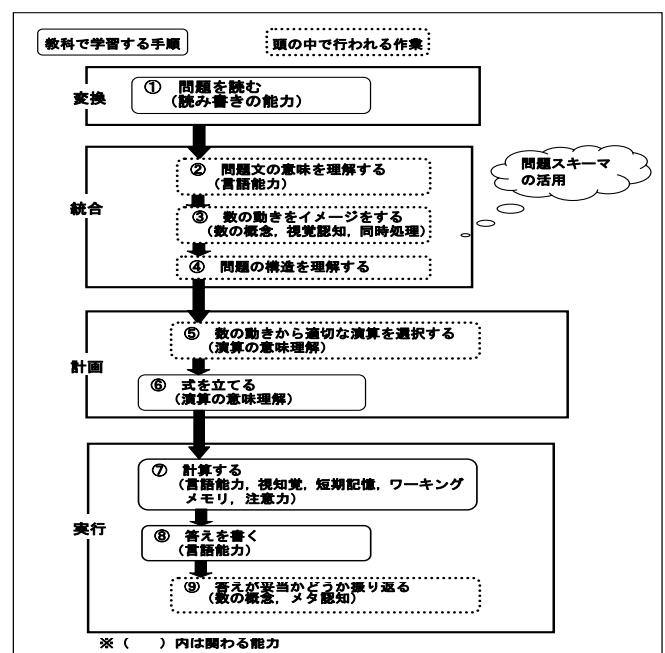 教科で学習する手順
頭の中で行われる作業
変換
① 問題を読む
(読み書きの能力)
問題スキーマ
の活用
統合
② 問題文の意味を理解する
(言語能力)
③ 数の動きをイメージをする
(数の概念，視覚認知，同時処理)
④ 問題の構造を理解する
計画
⑤ 数の動きから適切な演算を選択する
(演算の意味理解)
⑥ 式を立てる
(演算の意味理解)
実行
⑦ 計算する
(言語能力，視知覚，短期記憶，ワーキング
メモリ，注意力)
⑧ 答えを書く
(言語能力)
⑨ 答えが妥当かどうか振り返る
(数の概念，メタ認知)
※（　　）内は関わる能力